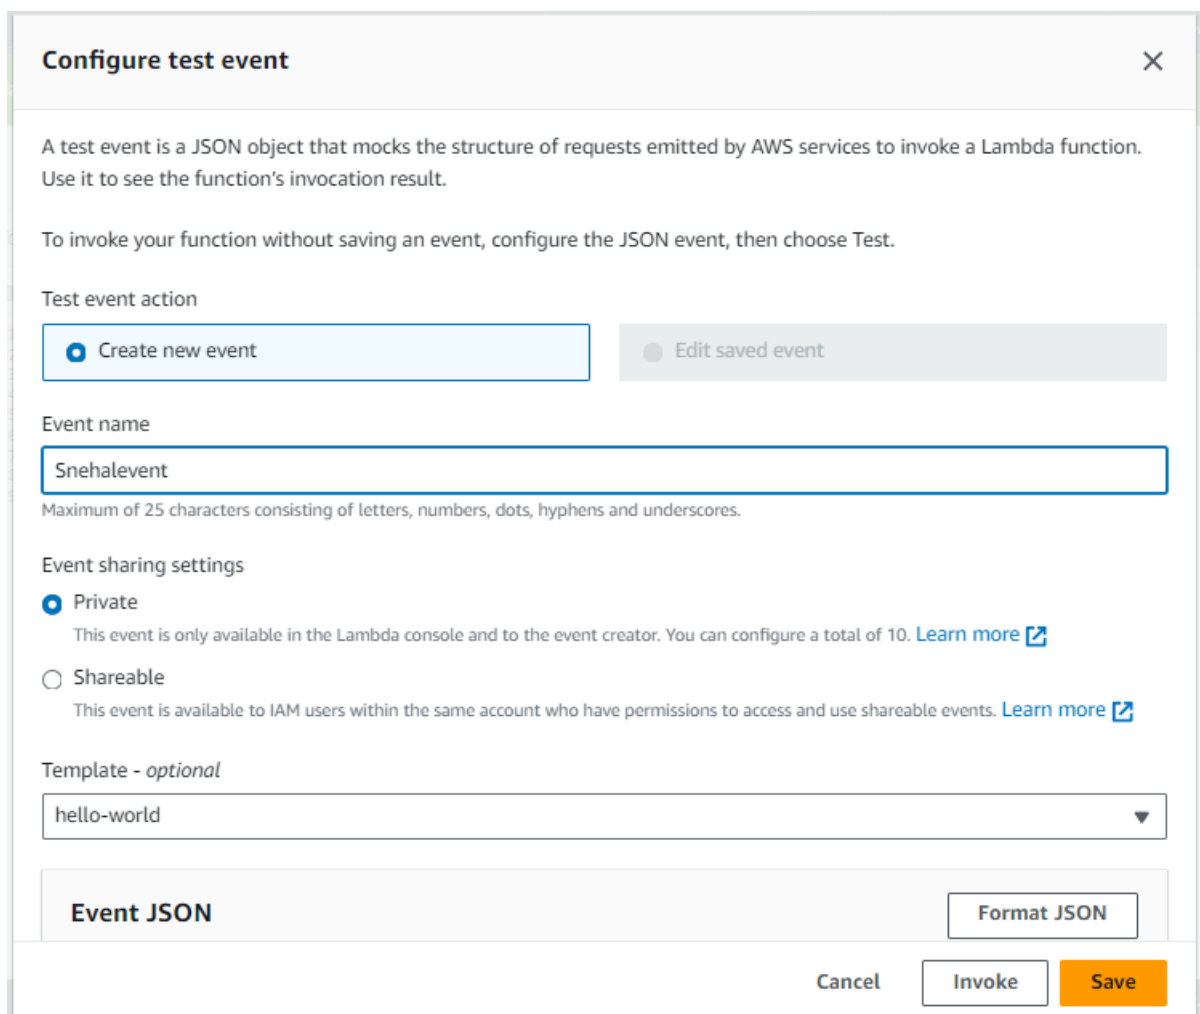 Configure test event
A test event is a JSON object that mocks the structure of requests emitted by AWS services to invoke a Lambda function.
Use it to see the function's invocation result.
To invoke your function without saving an event, configure the JSON event, then choose Test.
Test event action
Create new event
Edit saved event
Event name
Snehalevent
Maximum of 25 characters consisting of letters, numbers, dots, hyphens and underscores.
Event sharing settings
Private
This event is only available in the Lambda console and to the event creator. You can configure a total of 10. Learn more
Shareable
This event is available to IAM users within the same account who have permissions to access and use shareable events. Learn more
Template - optional
hello-world
Event JSON
Format JSON
Cancel
Invoke
Save